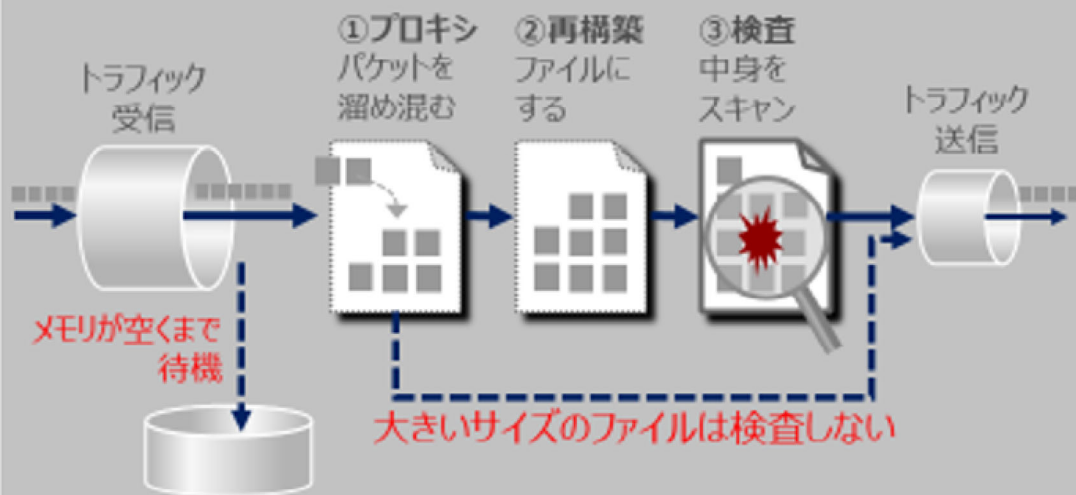 トラフィック
受信
①プロキシ
パケットを
溜め混む
②再構築
ファイルに
する
③検査
中身を
スキャン
トラフィック
送信
メモリが空くまで
待機
大きいサイズのファイルは検査しない